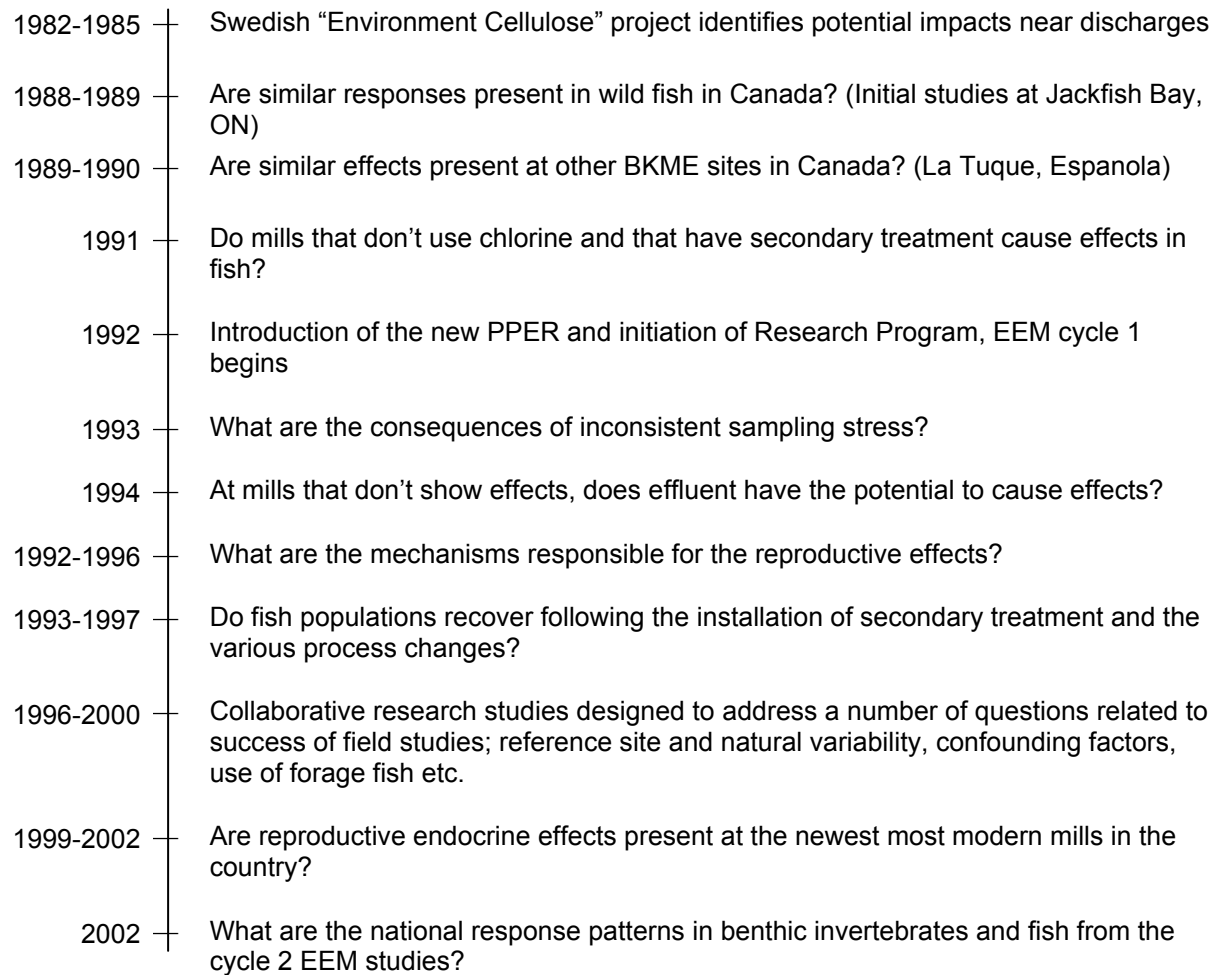 1982-1985 Swedish “Environment Cellulose” project identifies potential impacts near discharges
1988-1989 Are similar responses present in wild fish in Canada? (Initial studies at Jackfish Bay,
ON)
1989-1990 Are similar effects present at other BKME sites in Canada? (La Tuque, Espanola)
1991 Do mills that don’t use chlorine and that have secondary treatment cause effects in
fish?
1992 Introduction of the new PPER and initiation of Research Program, EEM cycle 1
begins
1993 What are the consequences of inconsistent sampling stress?
1994 At mills that don’t show effects, does effluent have the potential to cause effects?
1992-1996 What are the mechanisms responsible for the reproductive effects?
1993-1997 Do fish populations recover following the installation of secondary treatment and the
various process changes?
1996-2000 Collaborative research studies designed to address a number of questions related to
success of field studies; reference site and natural variability, confounding factors,
use of forage fish etc.
1999-2002 Are reproductive endocrine effects present at the newest most modern mills in the
country?
2002 What are the national response patterns in benthic invertebrates and fish from the
cycle 2 EEM studies?